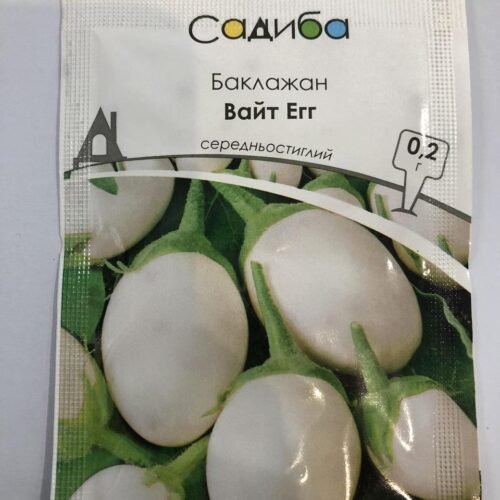 Садиба
Баклажан
Вайт Егг
середньостиглий
0,2
г